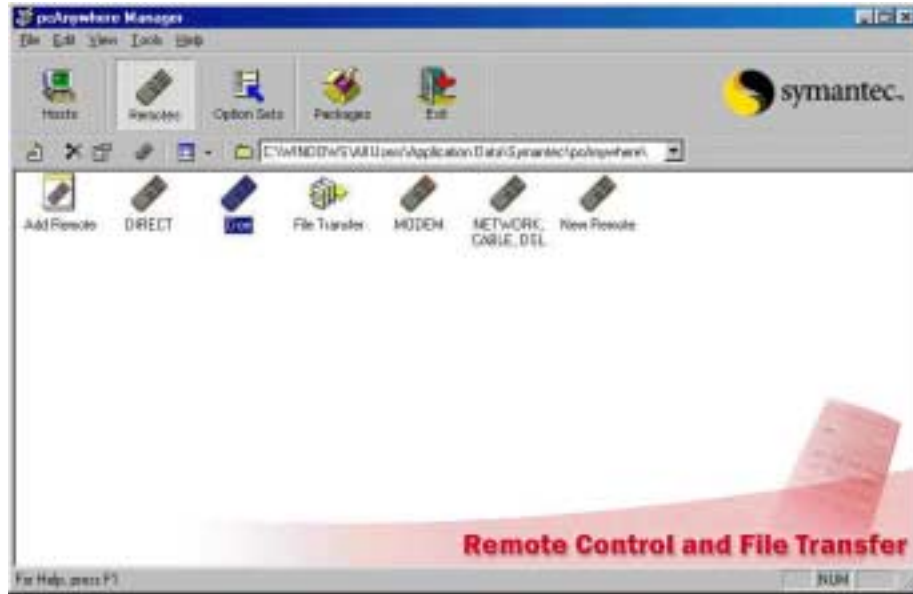 pcAnywhere Manager
File Edit View Tools Help
Hosts
Remotes
Option Sets
Packages
Exit
symantec.
C:\WINDOWS\All Users\Application Data\Symantec\pcAnywhere\
Add Remote
DIRECT
File Transfer
MODEM
NETWORK,
CABLE, DSL
New Remote
Remote Control and File Transfer
For Help, press F1
NUM